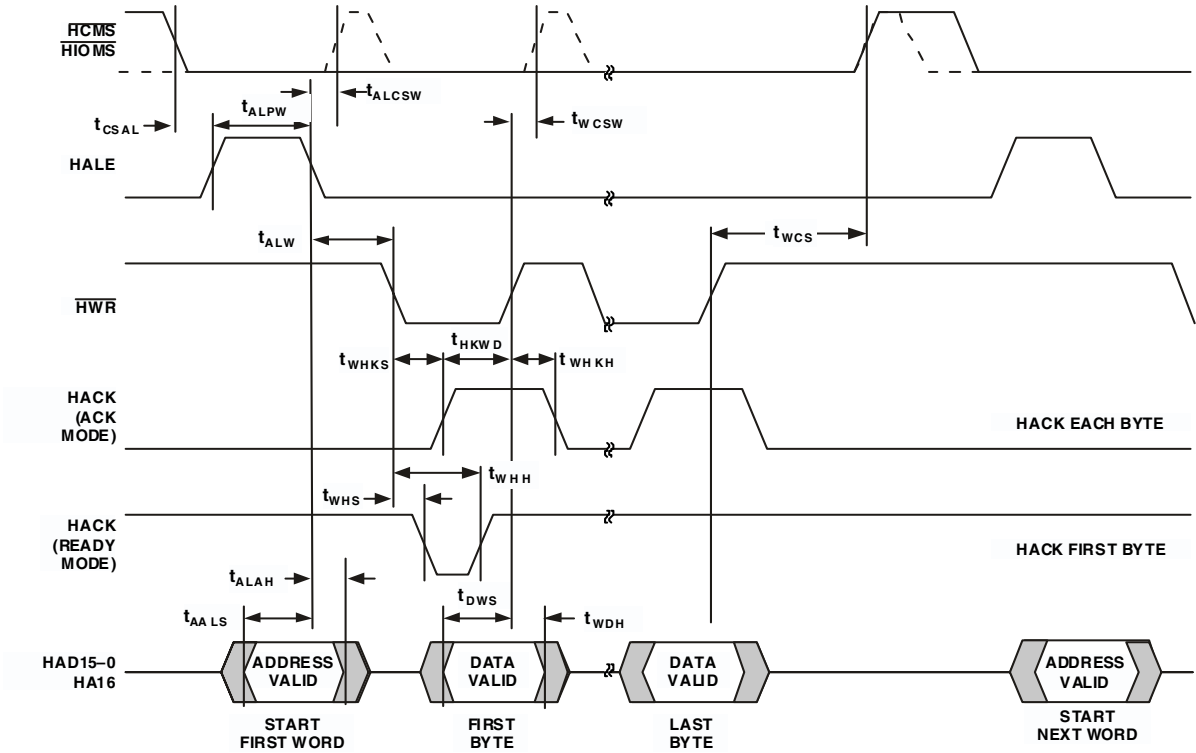 HCMS
HIOMS
tALCSW
tALPW
tCSAL
tWCSW
HALE
tALW
tWCS
HWR
tHKWD
tWHKS
tWHKH
HACK
(ACK
MODE)
HACK EACH BYTE
tWHH
tWHS
HACK
(READY
MODE)
HACK FIRST BYTE
tALAH
tDWS
tAALS
tWDH
HAD15–0
HA16
ADDRESS
VALID
DATA
VALID
DATA
VALID
ADDRESS
VALID
START
FIRST WORD
FIRST
BYTE
LAST
BYTE
START
NEXT WORD